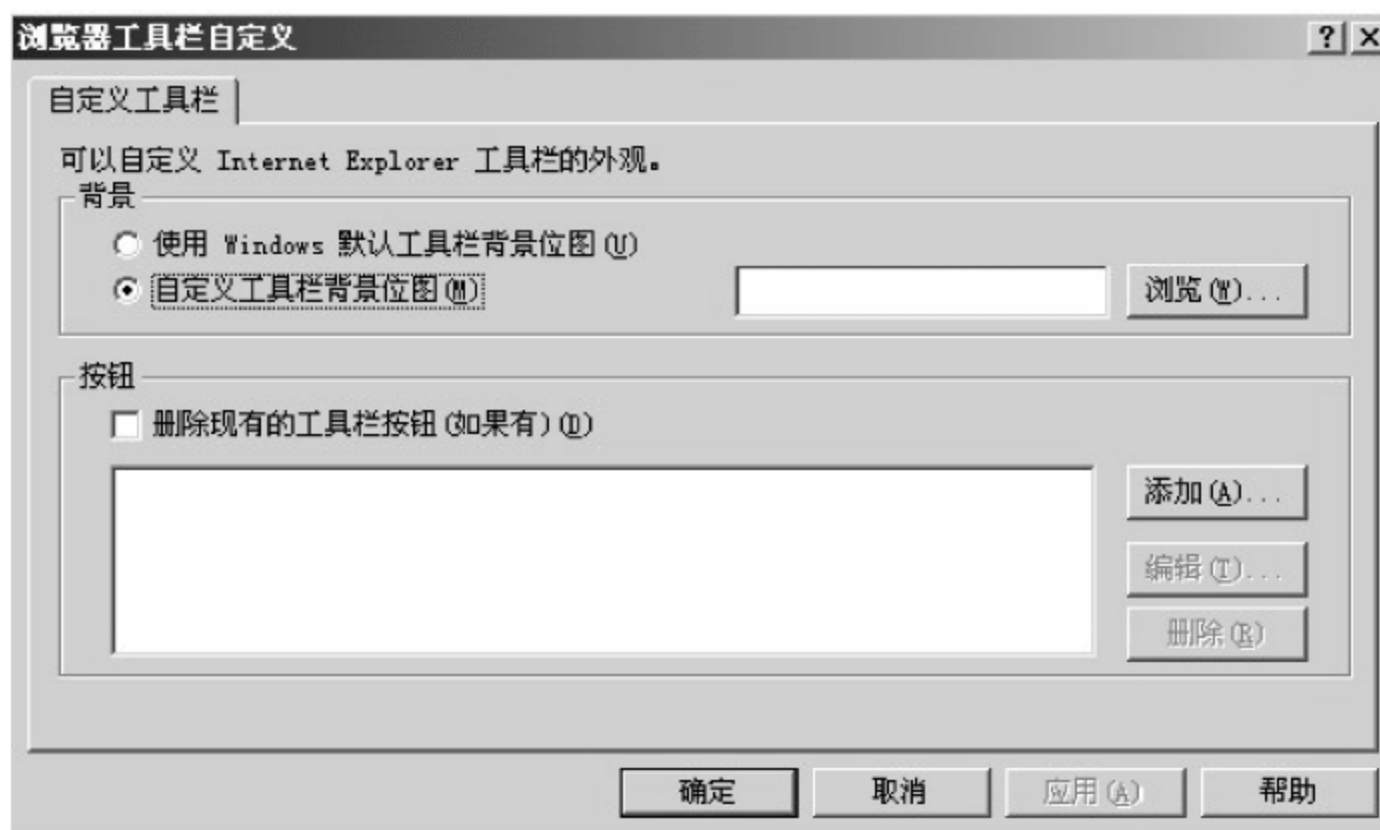 浏览器工具栏自定义
自定义工具栏
可以自定义 Internet Explorer 工具栏的外观。
背景
使用 Windows 默认工具栏背景位图(U)
自定义工具栏背景位图(M)
浏览(W)...
按钮
删除现有的工具栏按钮(如果有)(D)
添加(A)...
编辑(T)...
删除(R)
确定 取消 应用(A) 帮助